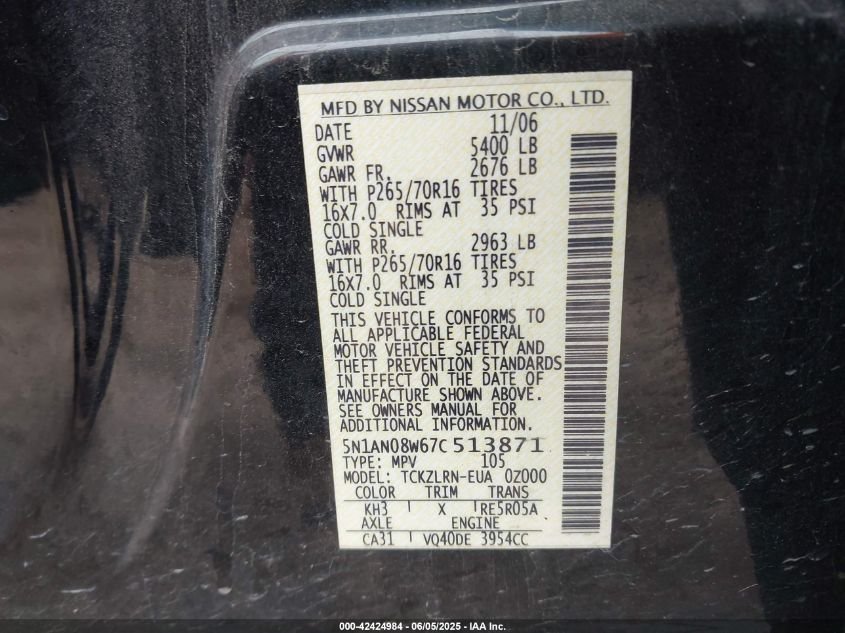 MFD BY NISSAN MOTOR CO., LTD.
DATE 11/06
GVWR 5400 LB
GAWR FR. 2676 LB
WITH P265/70R16 TIRES
16X7.0 RIMS AT 35 PSI
COLD SINGLE
GAWR RR. 2963 LB
WITH P265/70R16 TIRES
16X7.0 RIMS AT 35 PSI
COLD SINGLE
THIS VEHICLE CONFORMS TO
ALL APPLICABLE FEDERAL
MOTOR VEHICLE SAFETY AND
THEFT PREVENTION STANDARDS
IN EFFECT ON THE DATE OF
MANUFACTURE SHOWN ABOVE.
SEE OWNERS MANUAL FOR
ADDITIONAL INFORMATION.
5N1AN08W67C513871
TYPE: MPV 105
MODEL: TCKZLRN-EUA 0Z000
COLOR TRIM TRANS
KH3 X RE5R05A
AXLE ENGINE
CA31 VQ40DE 3954CC
000-42424984 - 06/05/2025 - IAA Inc.